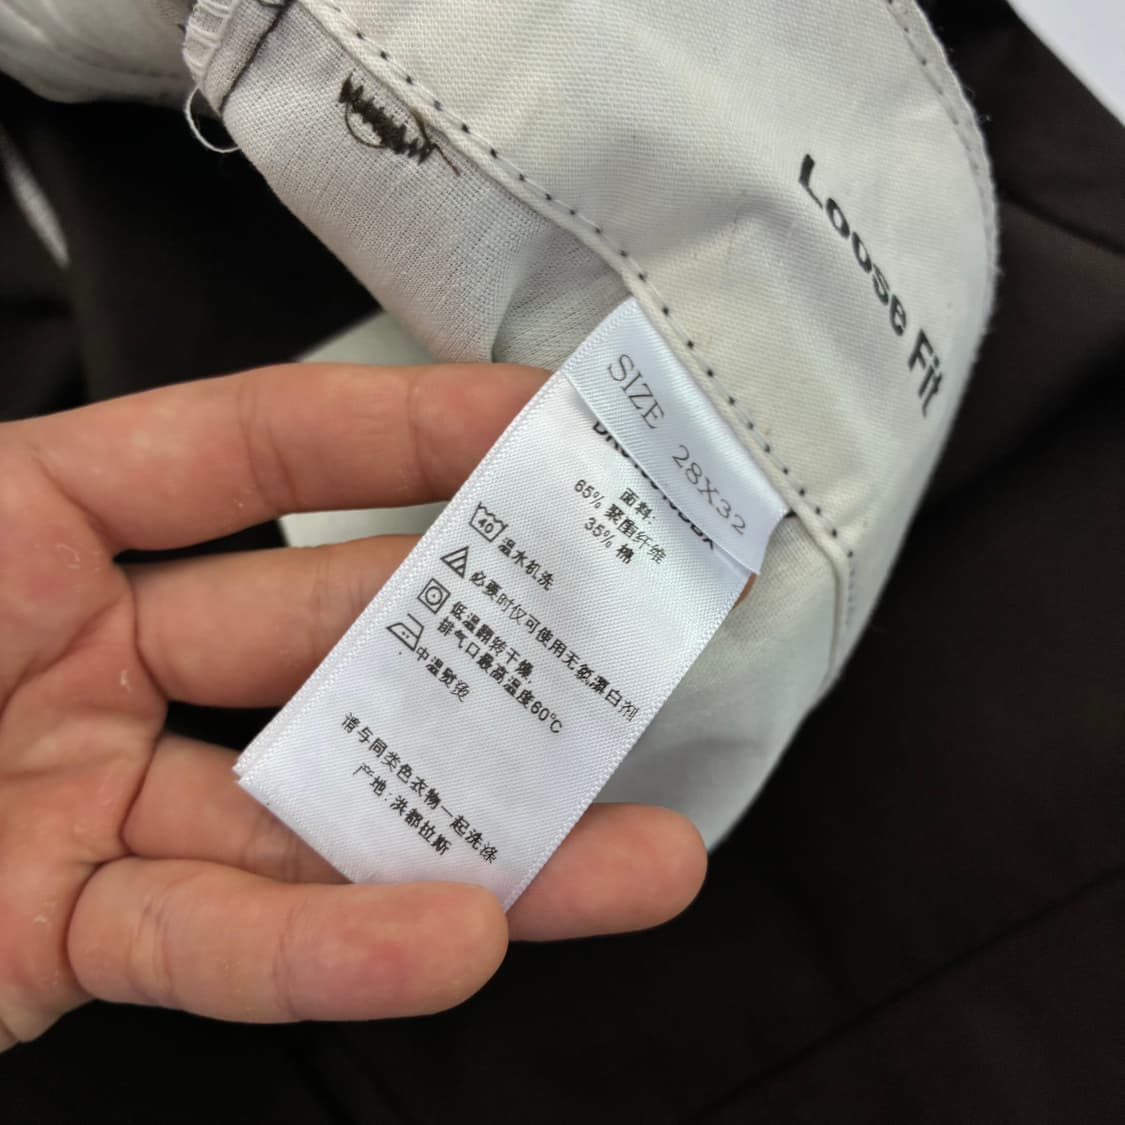 Loose Fit
SIZE 28X32
面料:
65% 聚酯纤维
35% 棉
40 温水机洗
必要时仅可使用无氯漂白剂
低温翻转干燥,
排气口最高温度60℃
中温熨烫
请与同类色衣物一起洗涤
产地:洪都拉斯